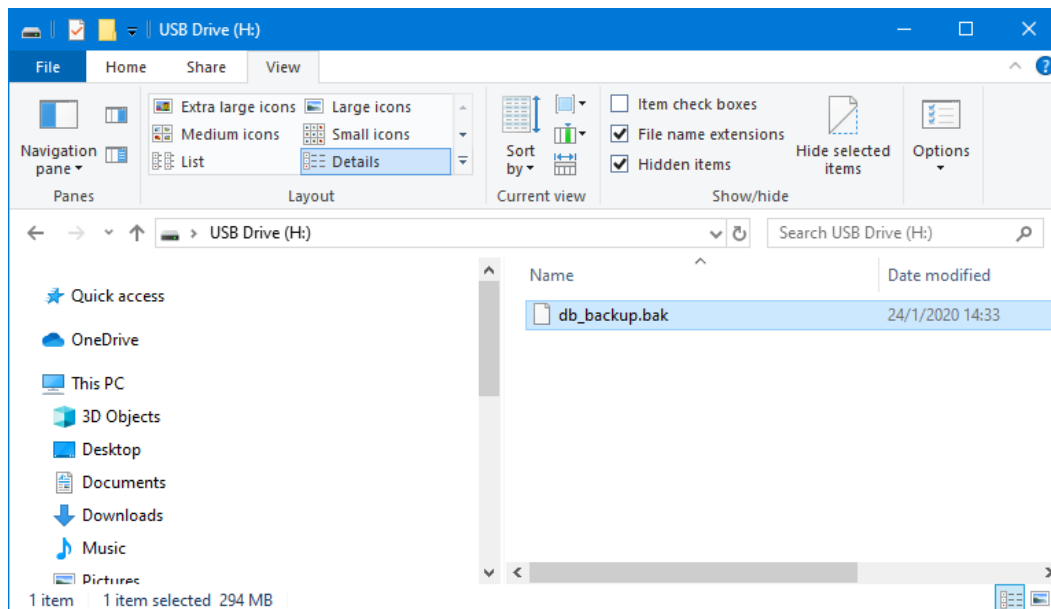 USB Drive (H:)
File Home Share View
Extra large icons Large icons
Medium icons Small icons
List Details
Navigation pane
Sort by
Item check boxes
File name extensions
Hidden items
Hide selected items
Options
Panes Layout Current view Show/hide
USB Drive (H:) Search USB Drive (H:)
Name Date modified
db_backup.bak 24/1/2020 14:33
Quick access
OneDrive
This PC
3D Objects
Desktop
Documents
Downloads
Music
Pictures
1 item 1 item selected 294 MB